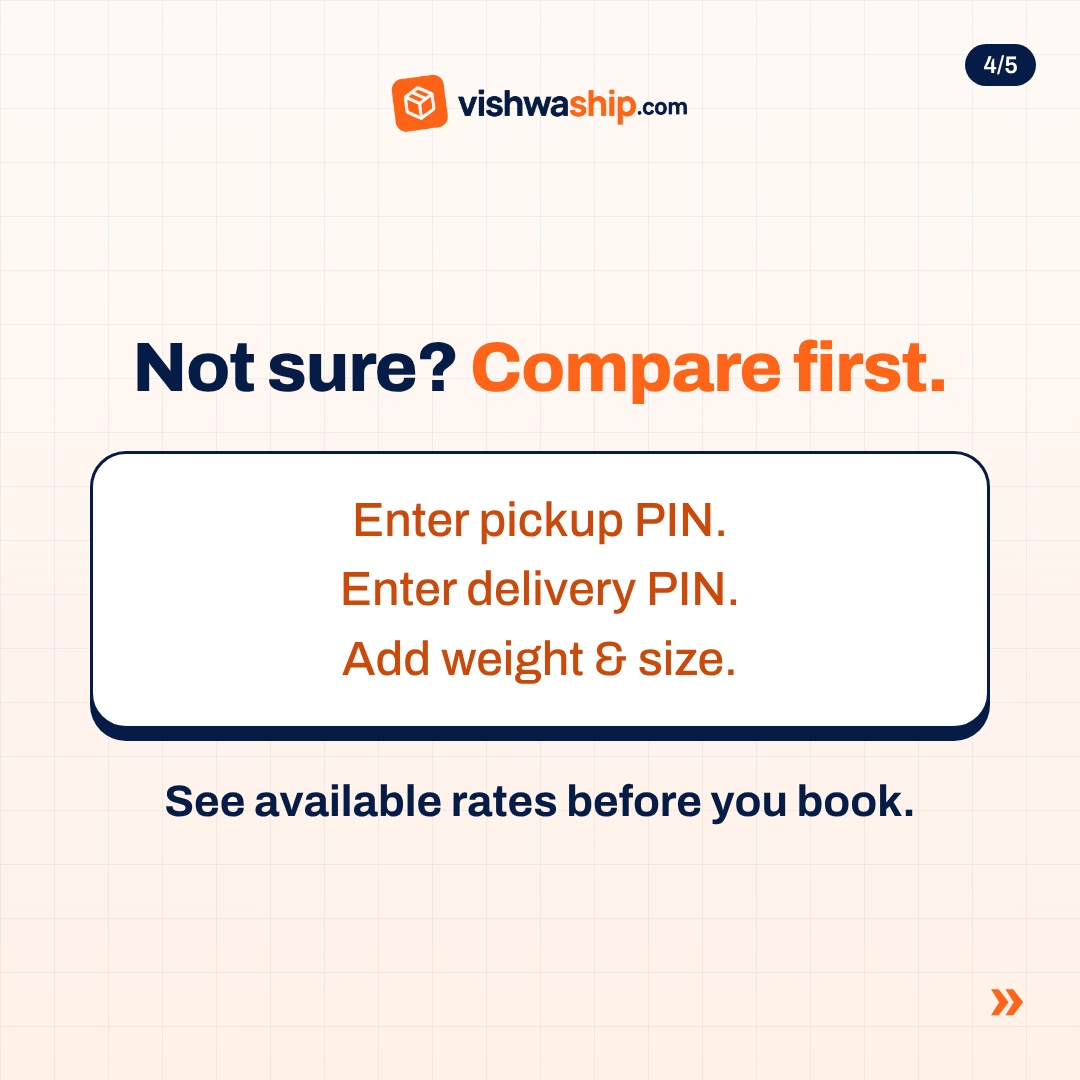 4/5
vishwaship.com
Not sure? Compare first.
Enter pickup PIN.
Enter delivery PIN.
Add weight & size.
See available rates before you book.
»